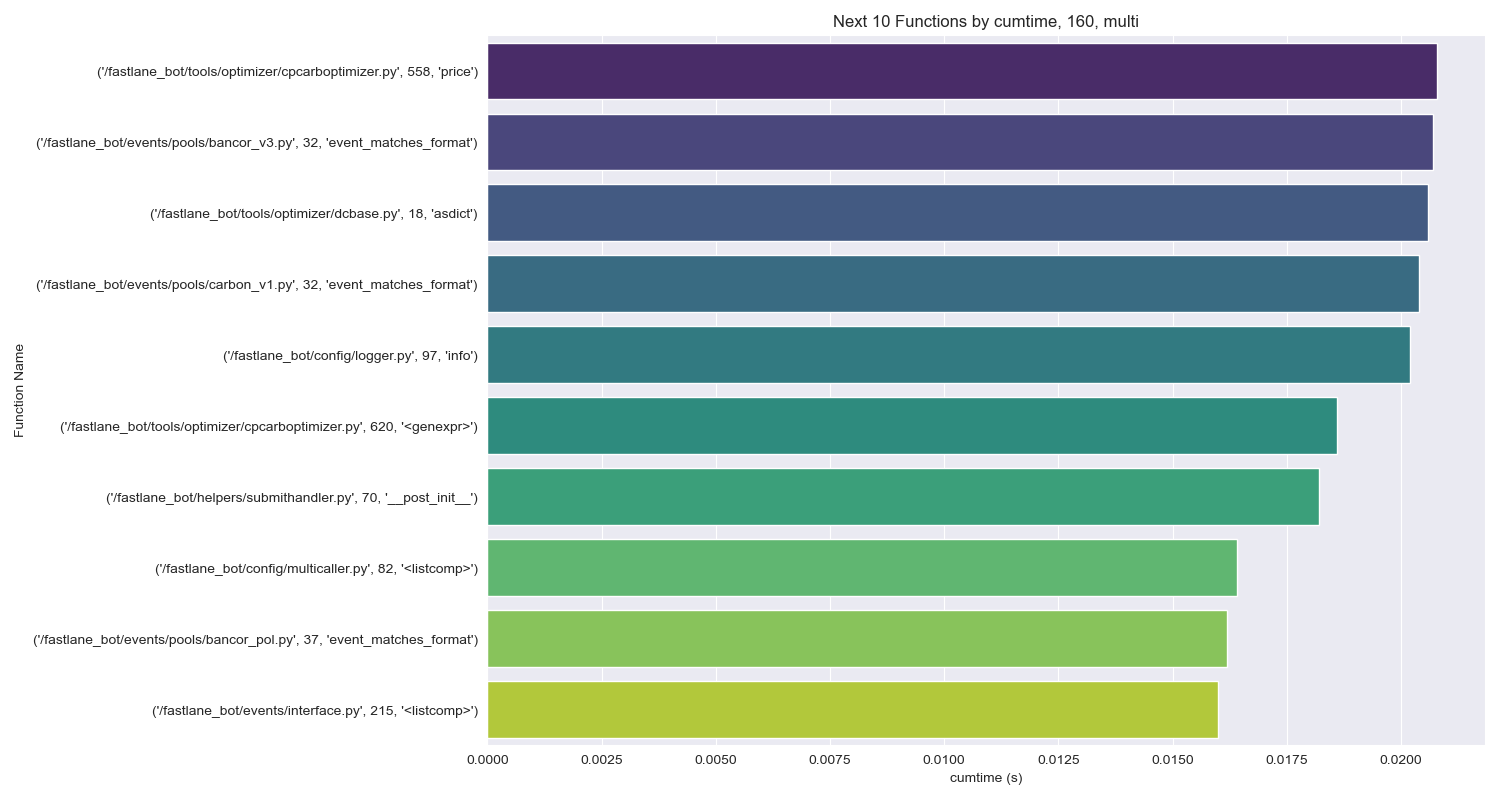 Next 10 Functions by cumtime, 160, multi
('/fastlane_bot/tools/optimizer/cpcarboptimizer.py', 558, 'price')
('/fastlane_bot/events/pools/bancor_v3.py', 32, 'event_matches_format')
('/fastlane_bot/tools/optimizer/dcbase.py', 18, 'asdict')
('/fastlane_bot/events/pools/carbon_v1.py', 32, 'event_matches_format')
('/fastlane_bot/config/logger.py', 97, 'info')
('/fastlane_bot/tools/optimizer/cpcarboptimizer.py', 620, '<genexpr>')
('/fastlane_bot/helpers/submithandler.py', 70, '__post_init__')
('/fastlane_bot/config/multicaller.py', 82, '<listcomp>')
('/fastlane_bot/events/pools/bancor_pol.py', 37, 'event_matches_format')
('/fastlane_bot/events/interface.py', 215, '<listcomp>')
Function Name
0.0000 0.0025 0.0050 0.0075 0.0100 0.0125 0.0150 0.0175 0.0200
cumtime (s)